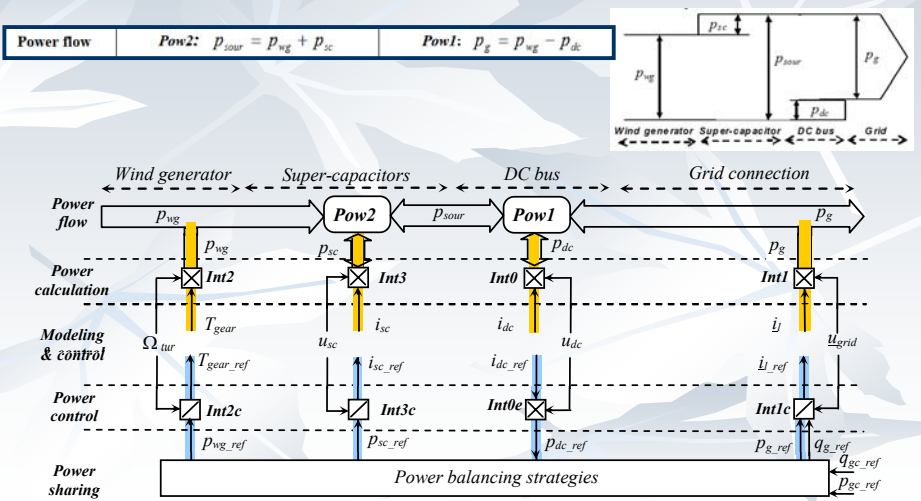 Power flow Pow2: p_sour = p_wg + p_sc Pow1: p_g = p_wg − p_dc
p_sc
p_wg
p_sour
p_g
p_dc
Wind generator Super-capacitor DC bus Grid
Wind generator Super-capacitors DC bus Grid connection
Power
flow
p_wg Pow2 p_sour Pow1 p_g
p_wg p_sc p_dc p_g
Power
calculation
Int2 Int3 Int0 Int1
Modeling
& control
T_gear i_sc i_dc i_l
Ω_tur u_sc u_dc u_grid
T_gear_ref i_sc_ref i_dc_ref i_l_ref
Power
control
Int2c Int3c Int0e Int1c
p_wg_ref p_sc_ref p_dc_ref p_g_ref q_g_ref
Power
sharing
Power balancing strategies
q_gc_ref
p_gc_ref